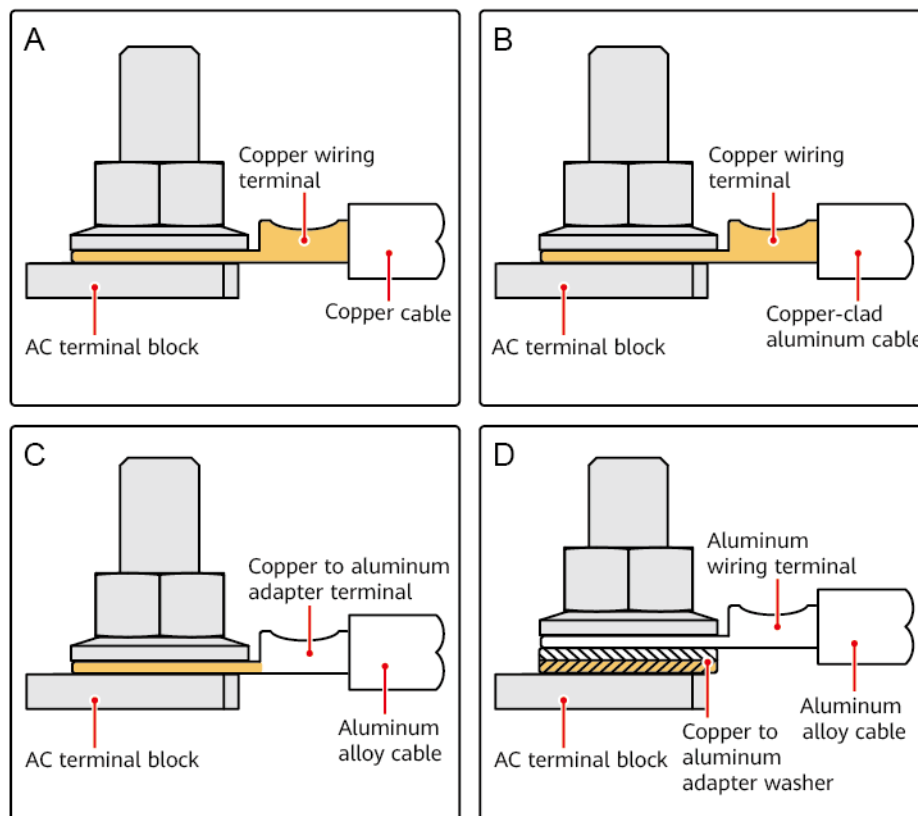 A
Copper wiring
terminal
Copper cable
AC terminal block
B
Copper wiring
terminal
Copper-clad
aluminum cable
AC terminal block
C
Copper to aluminum
adapter terminal
Aluminum
alloy cable
AC terminal block
D
Aluminum
wiring terminal
Aluminum
alloy cable
Copper to
aluminum
adapter washer
AC terminal block